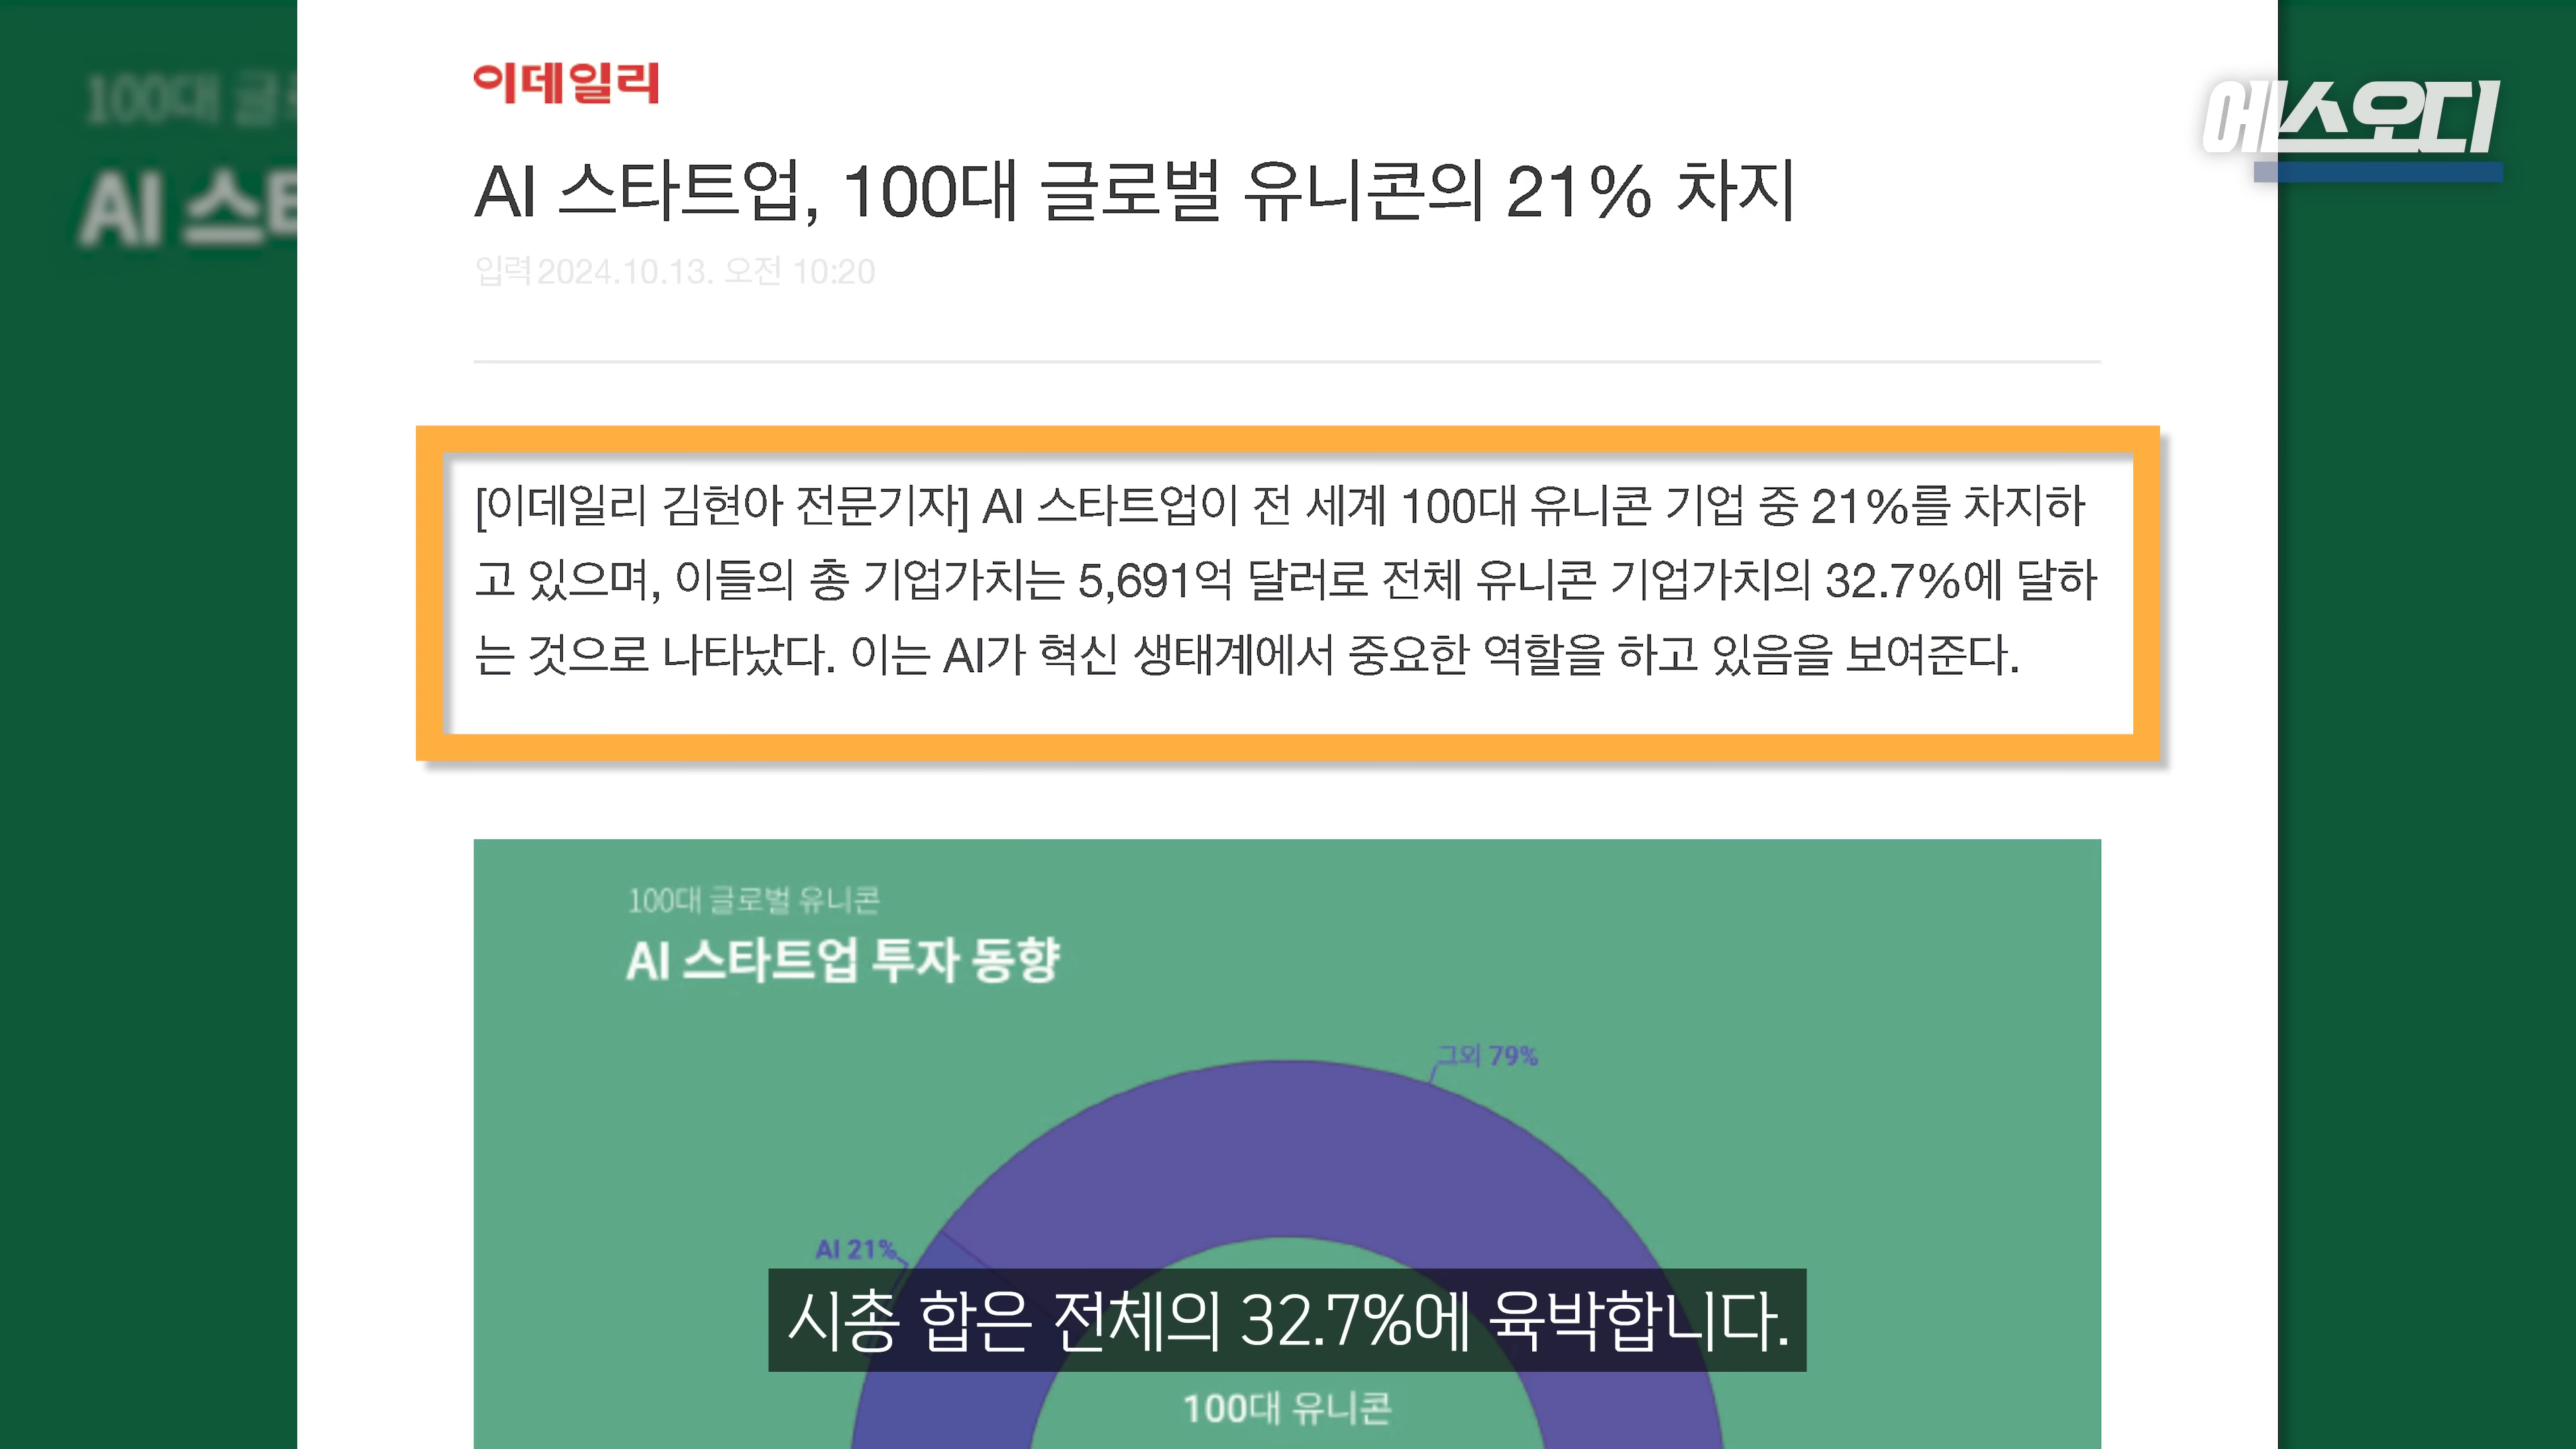 100대 글
AI 스타
에스오디
이데일리
AI 스타트업, 100대 글로벌 유니콘의 21% 차지
입력 2024.10.13. 오전 10:20
[이데일리 김현아 전문기자] AI 스타트업이 전 세계 100대 유니콘 기업 중 21%를 차지하
고 있으며, 이들의 총 기업가치는 5,691억 달러로 전체 유니콘 기업가치의 32.7%에 달하
는 것으로 나타났다. 이는 AI가 혁신 생태계에서 중요한 역할을 하고 있음을 보여준다.
100대 글로벌 유니콘
AI 스타트업 투자 동향
그외 79%
AI 21%
시총 합은 전체의 32.7%에 육박합니다.
100대 유니콘